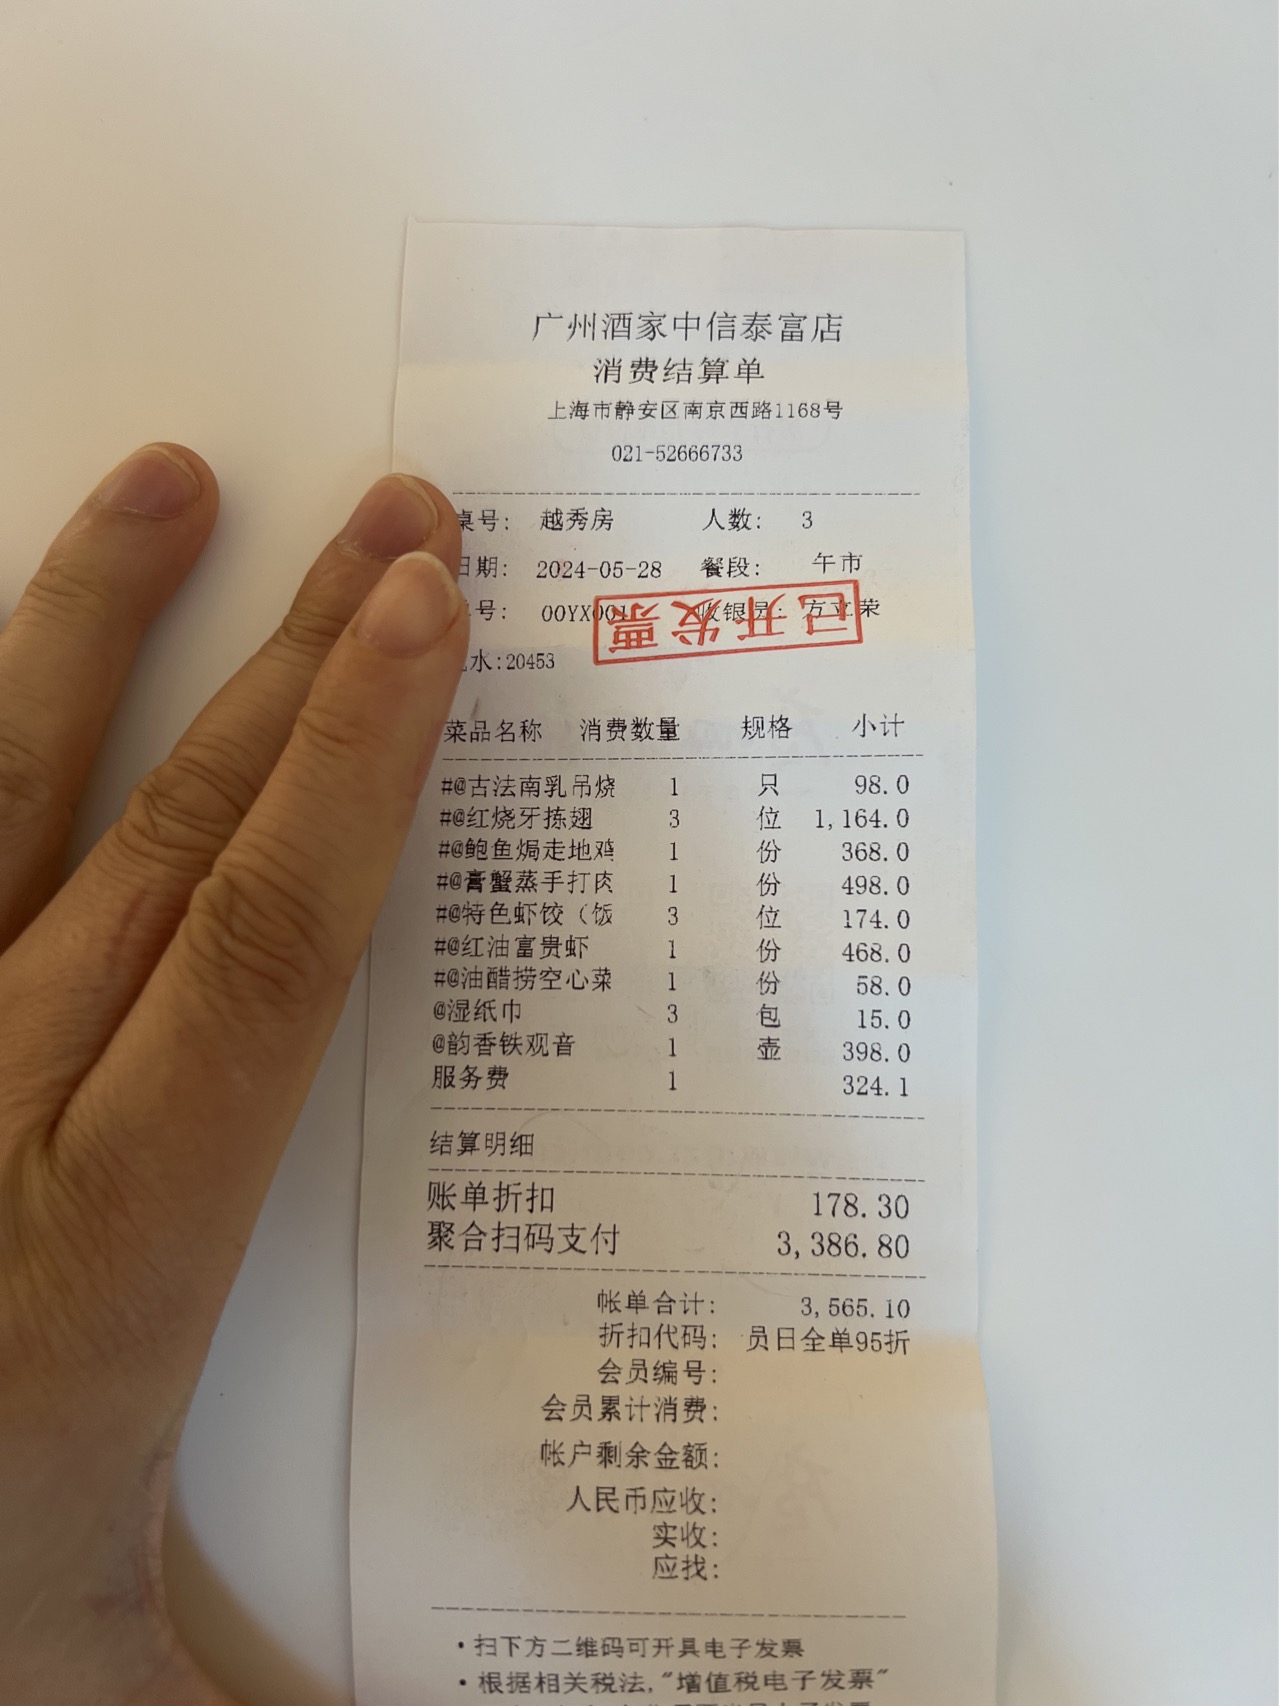 广州酒家中信泰富店
消费结算单
上海市静安区南京西路1168号
021-52666733
桌号: 越秀房 人数: 3
日期: 2024-05-28 餐段: 午市
号: 00YX001 收银员: 方立荣
已开发票
水:20453
菜品名称 消费数量 规格 小计
#@古法南乳吊烧 1 只 98.0
#@红烧牙拣翅 3 位 1,164.0
#@鲍鱼焗走地鸡 1 份 368.0
#@膏蟹蒸手打肉 1 份 498.0
#@特色虾饺（饭 3 位 174.0
#@红油富贵虾 1 份 468.0
#@油醋捞空心菜 1 份 58.0
@湿纸巾 3 包 15.0
@韵香铁观音 1 壶 398.0
服务费 1 324.1
结算明细
账单折扣 178.30
聚合扫码支付 3,386.80
帐单合计: 3,565.10
折扣代码: 员日全单95折
会员编号:
会员累计消费:
帐户剩余金额:
人民币应收:
实收:
应找:
·扫下方二维码可开具电子发票
·根据相关税法,"增值税电子发票"